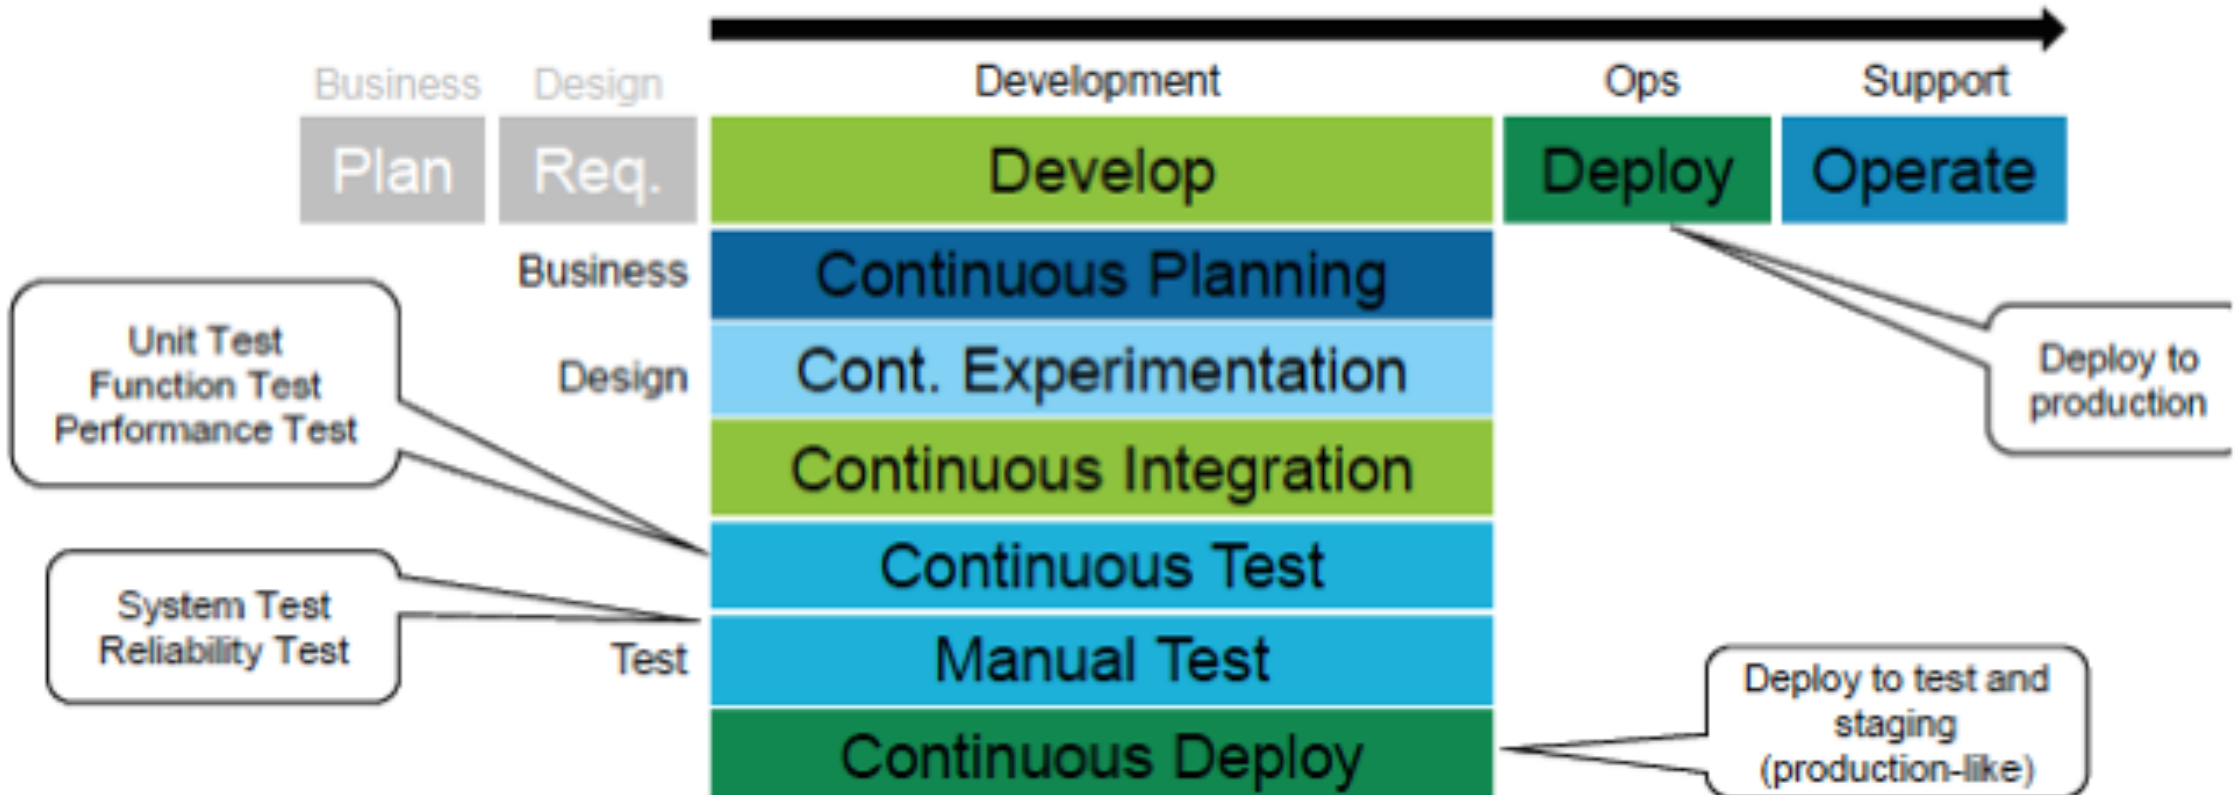 Business Design Development Ops Support
Plan Req. Develop Deploy Operate
Business Continuous Planning
Unit Test
Function Test
Performance Test
Design Cont. Experimentation
Deploy to
production
Continuous Integration
Continuous Test
System Test
Reliability Test
Test Manual Test
Deploy to test and
staging
(production-like)
Continuous Deploy